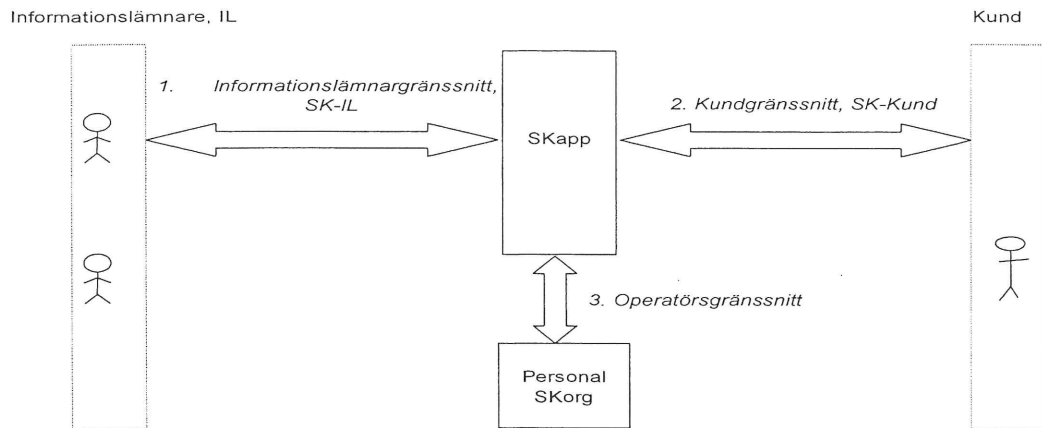 Informationslämnare, IL
Kund
1. Informationslämnargränssnitt,
SK-IL
2. Kundgränssnitt, SK-Kund
SKapp
3. Operatörsgränssnitt
Personal
SKorg